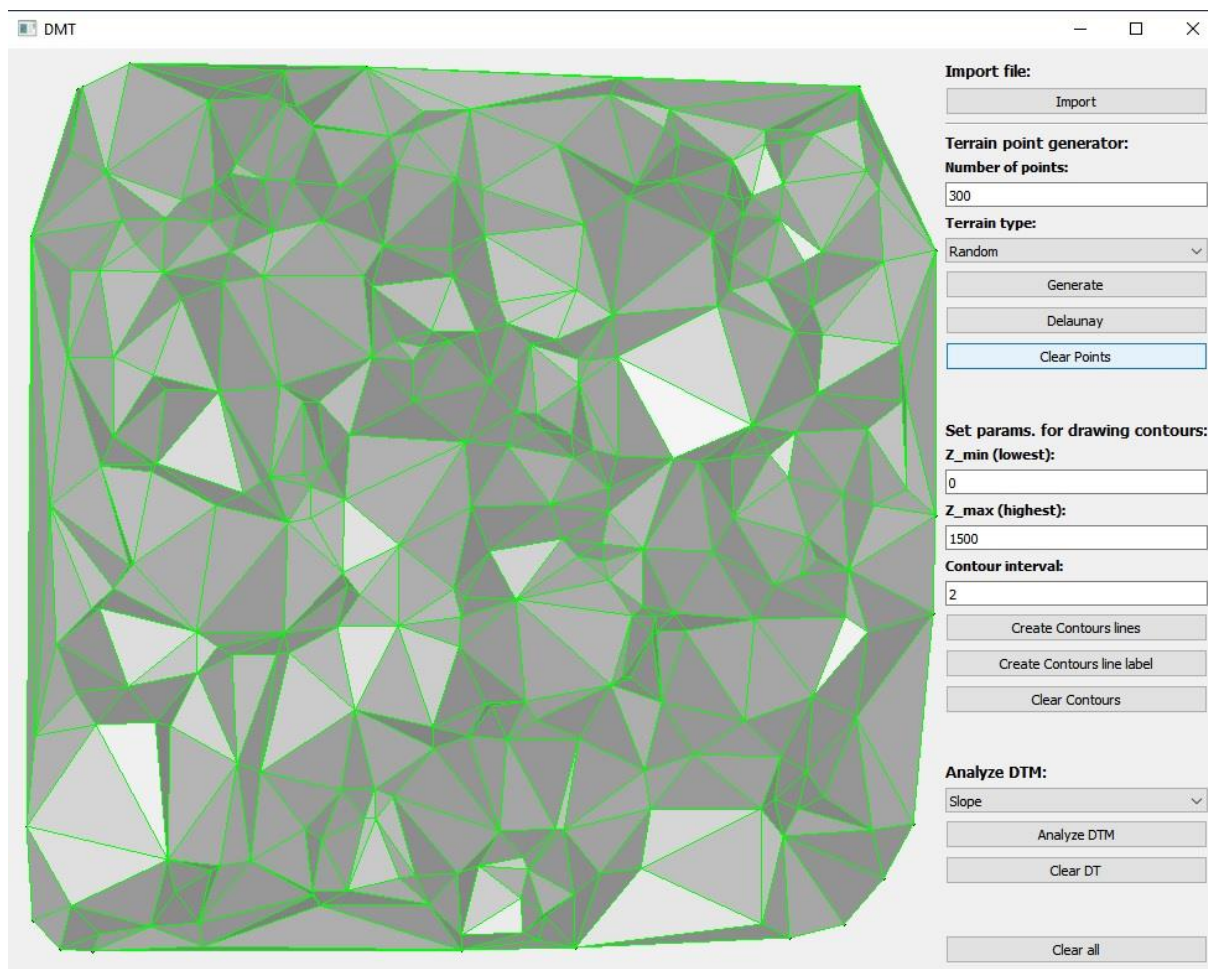 DMT
Import file:
Import
Terrain point generator:
Number of points:
300
Terrain type:
Random
Generate
Delaunay
Clear Points
Set params. for drawing contours:
Z_min (lowest):
0
Z_max (highest):
1500
Contour interval:
2
Create Contours lines
Create Contours line label
Clear Contours
Analyze DTM:
Slope
Analyze DTM
Clear DT
Clear all